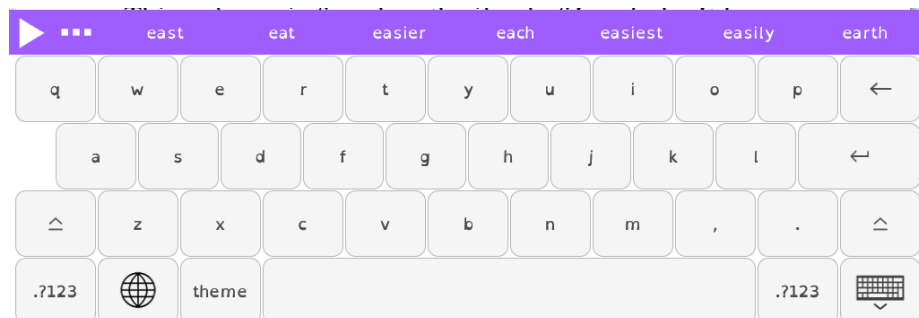 east eat easier each easiest easily earth
q w e r t y u i o p ←
a s d f g h j k l ↵
z x c v b n m , .
.?123 theme .?123